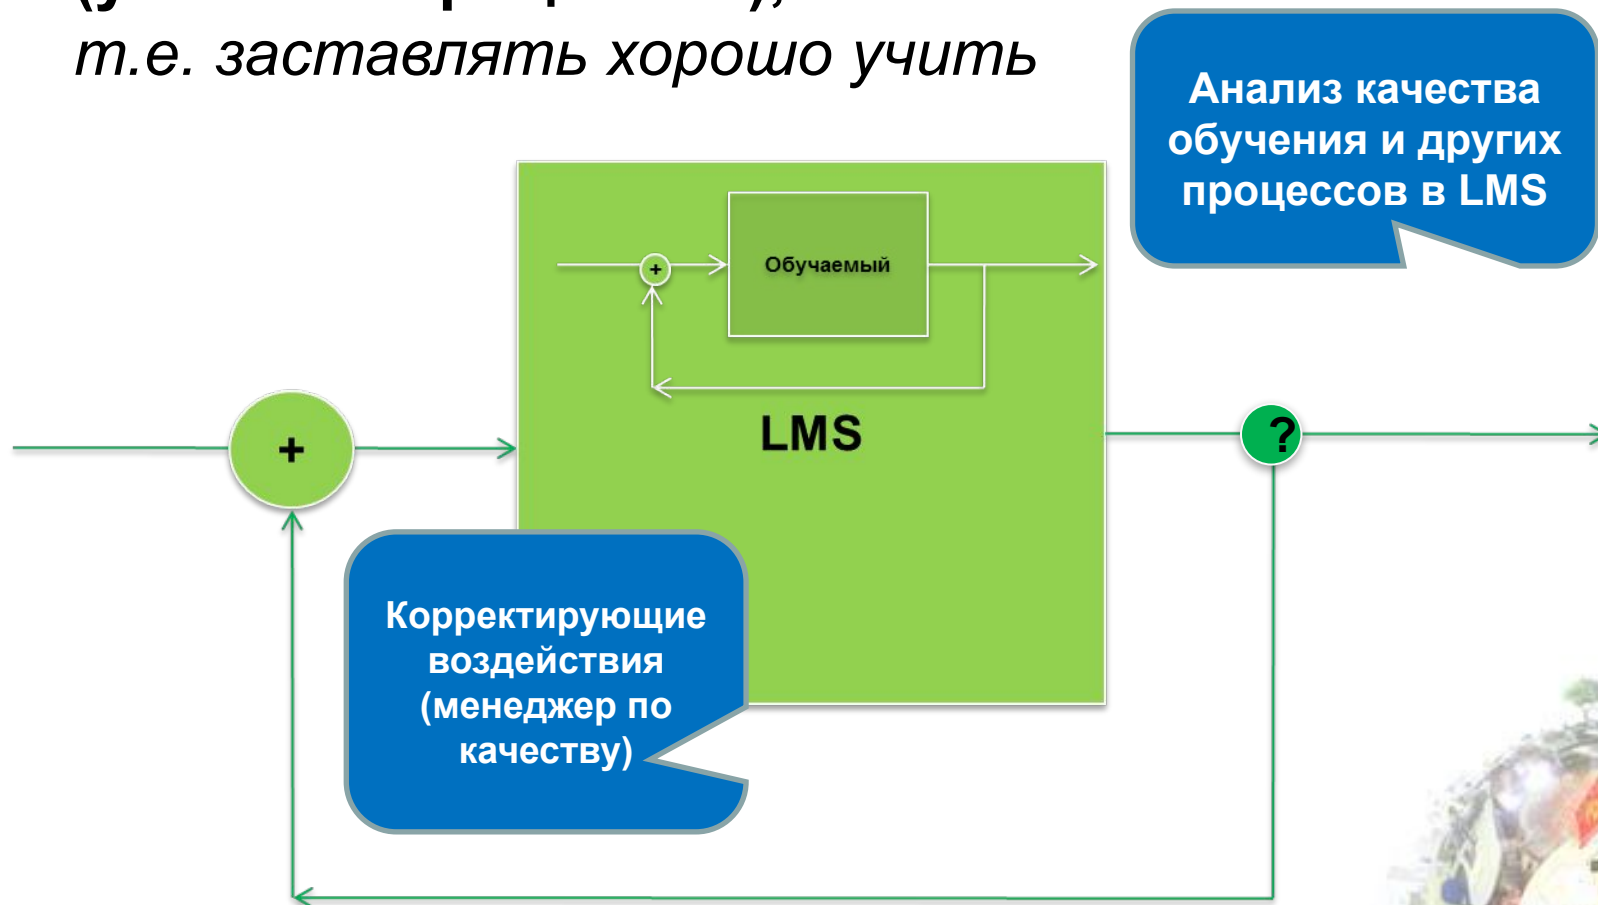 т.е. заставлять хорошо учить
Анализ качества
обучения и других
процессов в LMS
Обучаемый
+
LMS
+
?
Корректирующие
воздействия
(менеджер по
качеству)